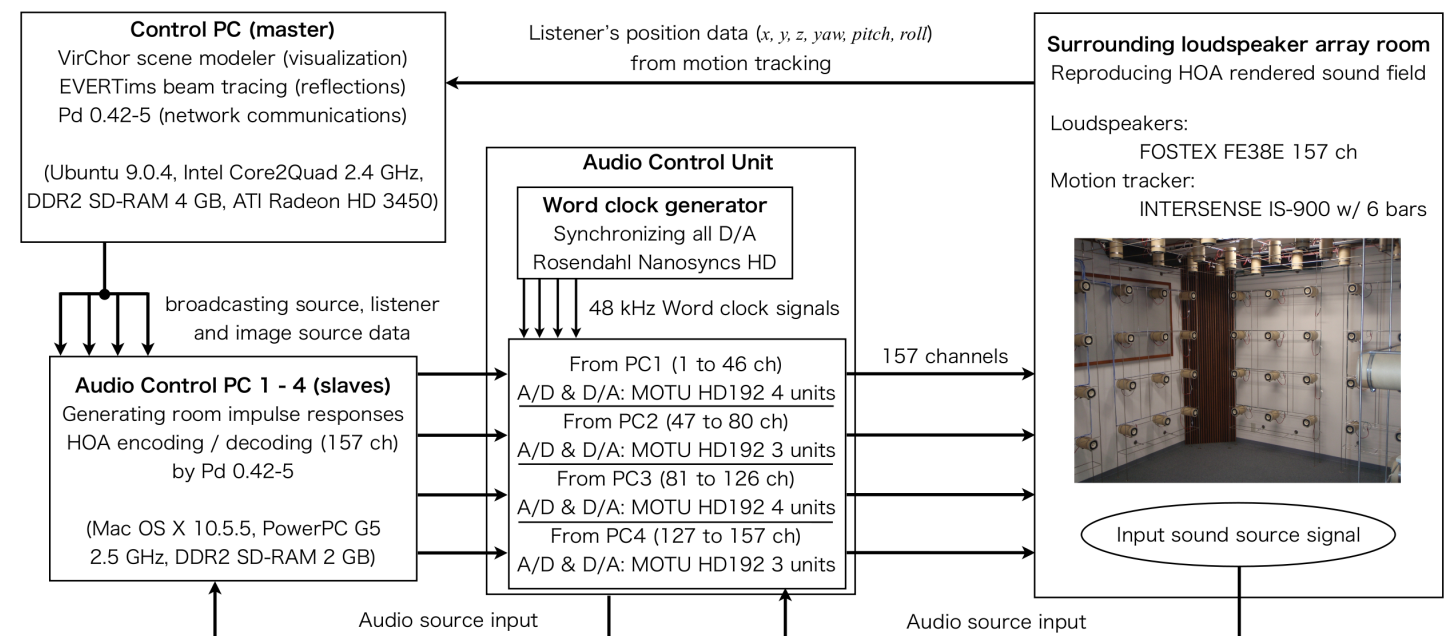 Control PC (master)
VirChor scene modeler (visualization)
EVERTims beam tracing (reflections)
Pd 0.42-5 (network communications)
(Ubuntu 9.0.4, Intel Core2Quad 2.4 GHz,
DDR2 SD-RAM 4 GB, ATI Radeon HD 3450)
Listener's position data (x, y, z, yaw, pitch, roll)
from motion tracking
Surrounding loudspeaker array room
Reproducing HOA rendered sound field
Loudspeakers:
FOSTEX FE38E 157 ch
Motion tracker:
INTERSENSE IS-900 w/ 6 bars
Input sound source signal
Audio Control Unit
Word clock generator
Synchronizing all D/A
Rosendahl Nanosyncs HD
48 kHz Word clock signals
broadcasting source, listener
and image source data
Audio Control PC 1 - 4 (slaves)
Generating room impulse responses
HOA encoding / decoding (157 ch)
by Pd 0.42-5
(Mac OS X 10.5.5, PowerPC G5
2.5 GHz, DDR2 SD-RAM 2 GB)
From PC1 (1 to 46 ch)
A/D & D/A: MOTU HD192 4 units
From PC2 (47 to 80 ch)
A/D & D/A: MOTU HD192 3 units
From PC3 (81 to 126 ch)
A/D & D/A: MOTU HD192 4 units
From PC4 (127 to 157 ch)
A/D & D/A: MOTU HD192 3 units
157 channels
Audio source input
Audio source input